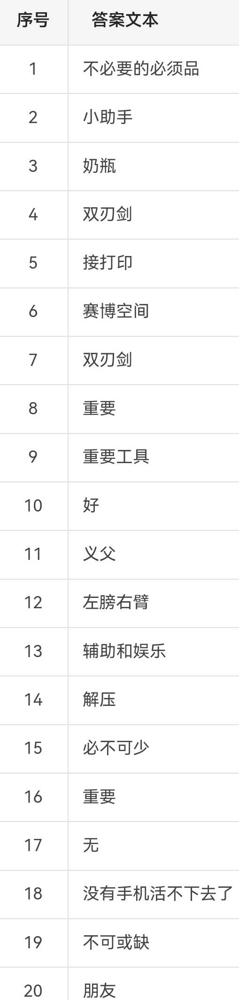 序号 答案文本
1 不必要的必须品
2 小助手
3 奶瓶
4 双刃剑
5 接打印
6 赛博空间
7 双刃剑
8 重要
9 重要工具
10 好
11 义父
12 左膀右臂
13 辅助和娱乐
14 解压
15 必不可少
16 重要
17 无
18 没有手机活不下去了
19 不可或缺
20 朋友